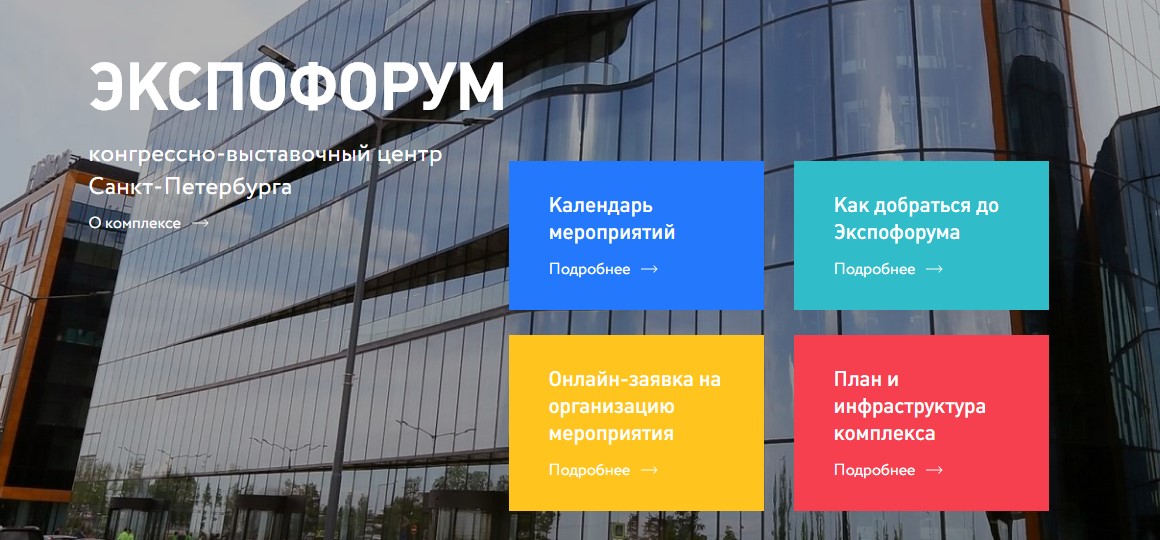 ЭКСПОФОРУМ
конгрессно-выставочный центр
Санкт-Петербурга
О комплексе →
Календарь
мероприятий
Подробнее →
Как добраться до
Экспофорума
Подробнее →
Онлайн-заявка на
организацию
мероприятия
Подробнее →
План и
инфраструктура
комплекса
Подробнее →